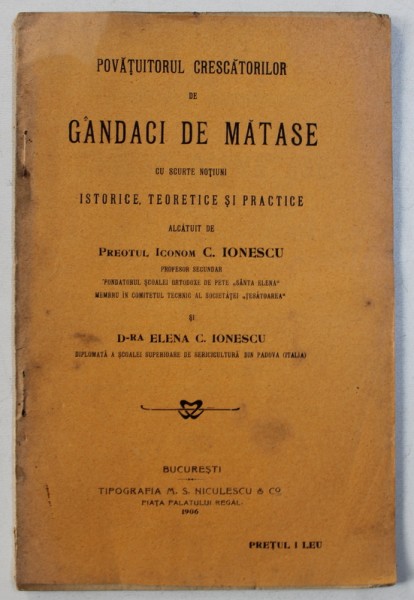 POVĂŢUITORUL CRESCĂTORILOR
DE
GÂNDACI DE MĂTASE
CU SCURTE NOŢIUNI
ISTORICE, TEORETICE ŞI PRACTICE
ALCĂTUIT DE
PREOTUL ICONOM C. IONESCU
PROFESOR SECUNDAR
FONDATORUL ŞCOALEI ORTODOXE DE FETE „SÂNTA ELENA"
MEMBRU ÎN COMITETUL TECHNIC AL SOCIETĂŢEI „ŢESĂTOAREA"
ŞI
D-RA ELENA C. IONESCU
DIPLOMATĂ A ŞCOALEI SUPERIOARE DE SERICICULTURĂ DIN PADOVA (ITALIA)
BUCUREŞTI
TIPOGRAFIA M. S. NICULESCU & Co.
PIAŢA PALATULUI REGAL
1906
PREŢUL 1 LEU